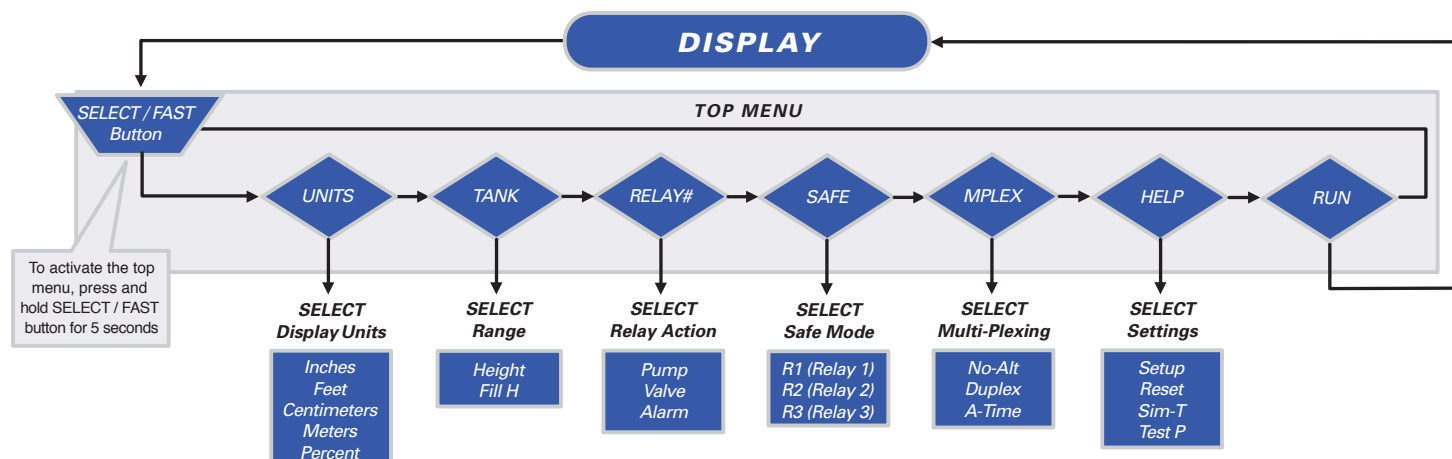 DISPLAY
SELECT / FAST
Button
TOP MENU
UNITS
TANK
RELAY#
SAFE
MPLEX
HELP
RUN
To activate the top
menu, press and
hold SELECT / FAST
button for 5 seconds
SELECT
Display Units
Inches
Feet
Centimeters
Meters
Percent
SELECT
Range
Height
Fill H
SELECT
Relay Action
Pump
Valve
Alarm
SELECT
Safe Mode
R1 (Relay 1)
R2 (Relay 2)
R3 (Relay 3)
SELECT
Multi-Plexing
No-Alt
Duplex
A-Time
SELECT
Settings
Setup
Reset
Sim-T
Test P